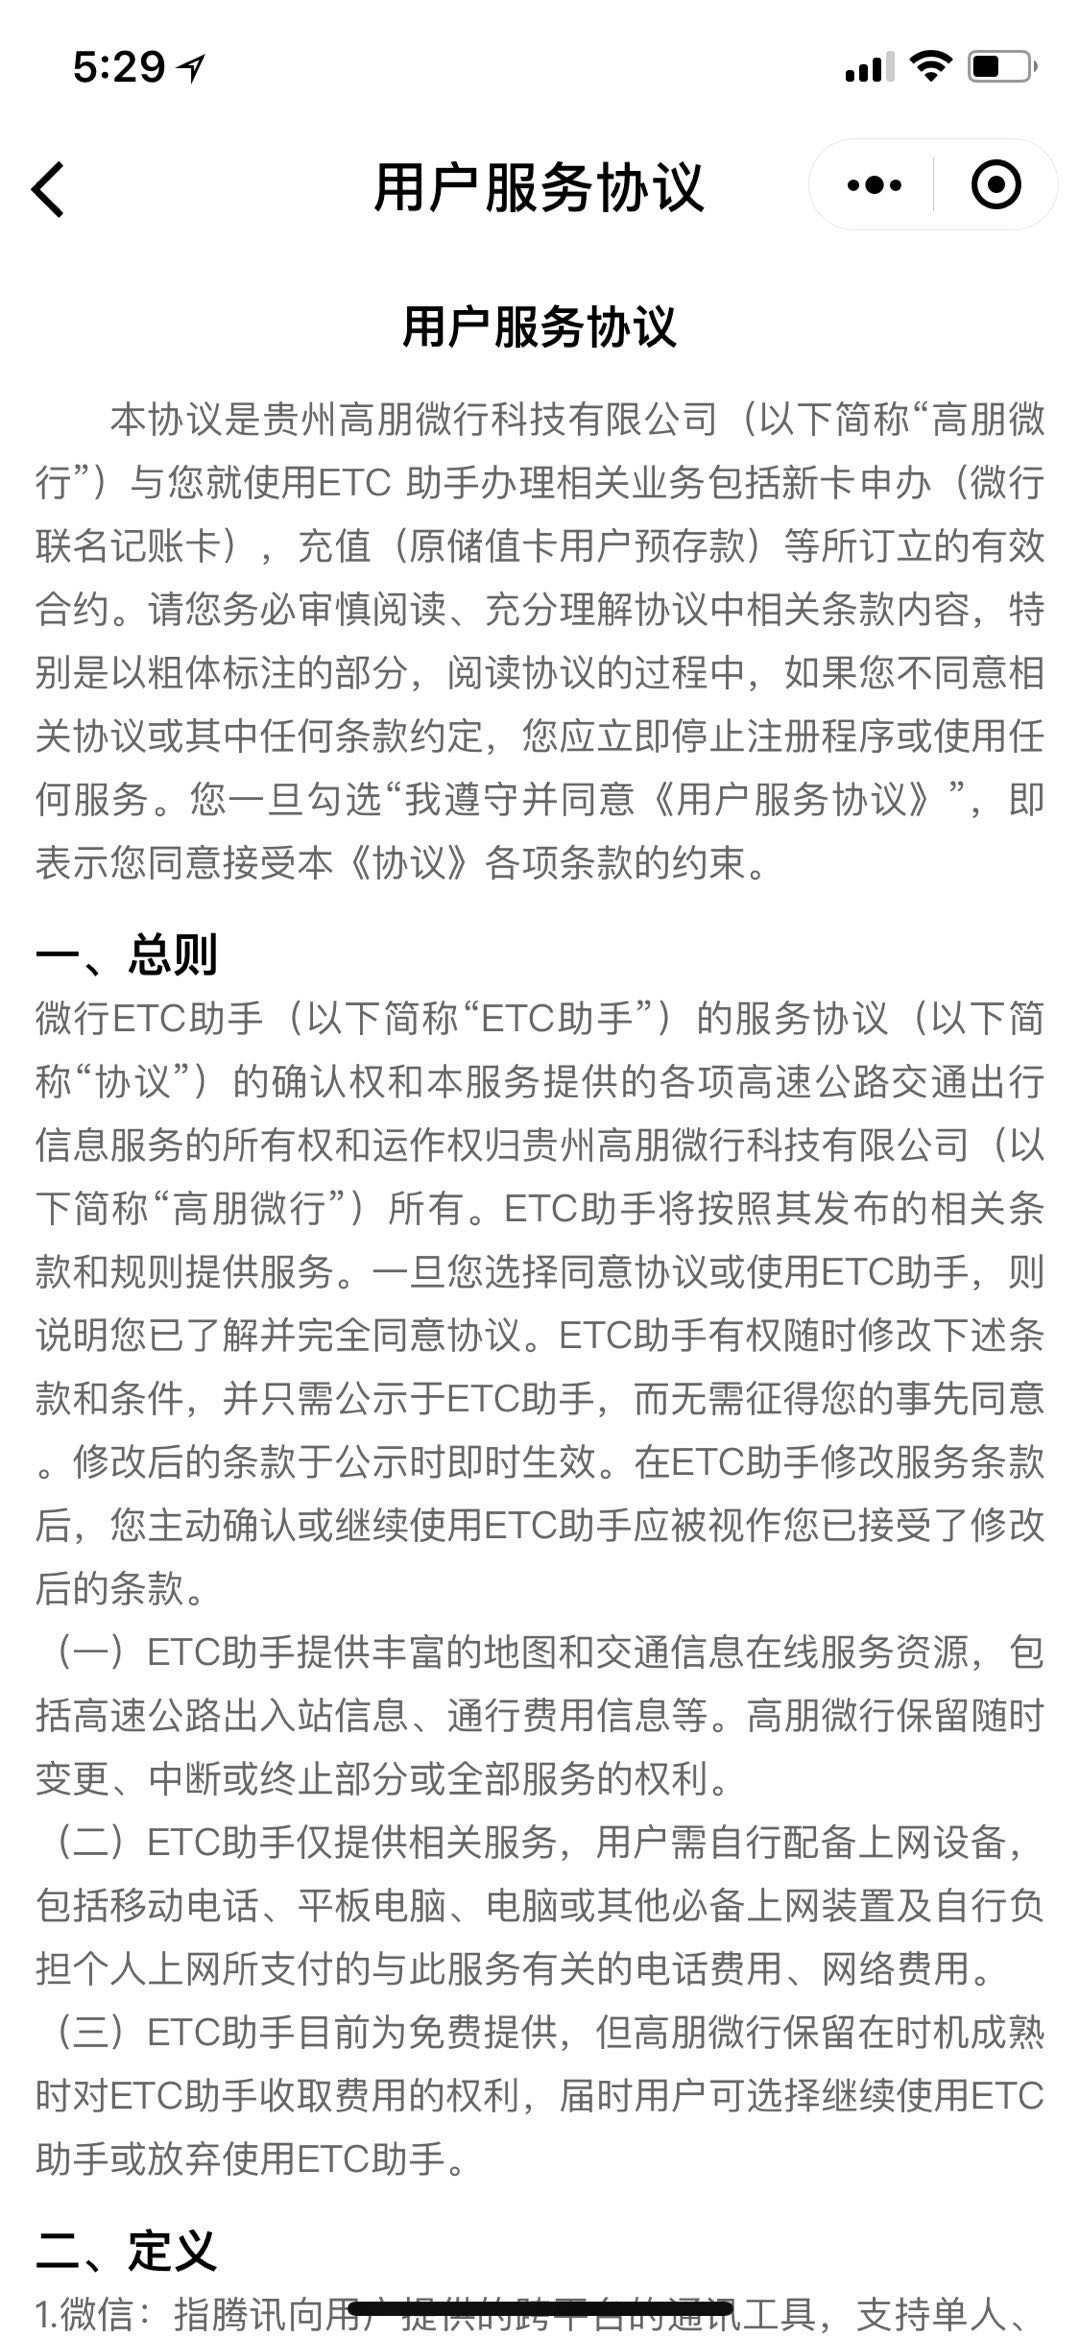 5:29
用户服务协议
用户服务协议
本协议是贵州高朋微行科技有限公司（以下简称“高朋微
行”）与您就使用ETC 助手办理相关业务包括新卡申办（微行
联名记账卡），充值（原储值卡用户预存款）等所订立的有效
合约。请您务必审慎阅读、充分理解协议中相关条款内容，特
别是以粗体标注的部分，阅读协议的过程中，如果您不同意相
关协议或其中任何条款约定，您应立即停止注册程序或使用任
何服务。您一旦勾选“我遵守并同意《用户服务协议》”，即
表示您同意接受本《协议》各项条款的约束。
一、总则
微行ETC助手（以下简称“ETC助手”）的服务协议（以下简
称“协议”）的确认权和本服务提供的各项高速公路交通出行
信息服务的所有权和运作权归贵州高朋微行科技有限公司（以
下简称“高朋微行”）所有。ETC助手将按照其发布的相关条
款和规则提供服务。一旦您选择同意协议或使用ETC助手，则
说明您已了解并完全同意协议。ETC助手有权随时修改下述条
款和条件，并只需公示于ETC助手，而无需征得您的事先同意
。修改后的条款于公示时即时生效。在ETC助手修改服务条款
后，您主动确认或继续使用ETC助手应被视作您已接受了修改
后的条款。
（一）ETC助手提供丰富的地图和交通信息在线服务资源，包
括高速公路出入站信息、通行费用信息等。高朋微行保留随时
变更、中断或终止部分或全部服务的权利。
（二）ETC助手仅提供相关服务，用户需自行配备上网设备，
包括移动电话、平板电脑、电脑或其他必备上网装置及自行负
担个人上网所支付的与此服务有关的电话费用、网络费用。
（三）ETC助手目前为免费提供，但高朋微行保留在时机成熟
时对ETC助手收取费用的权利，届时用户可选择继续使用ETC
助手或放弃使用ETC助手。
二、定义
1.微信：指腾讯向用户提供的跨平台的通讯工具，支持单人、